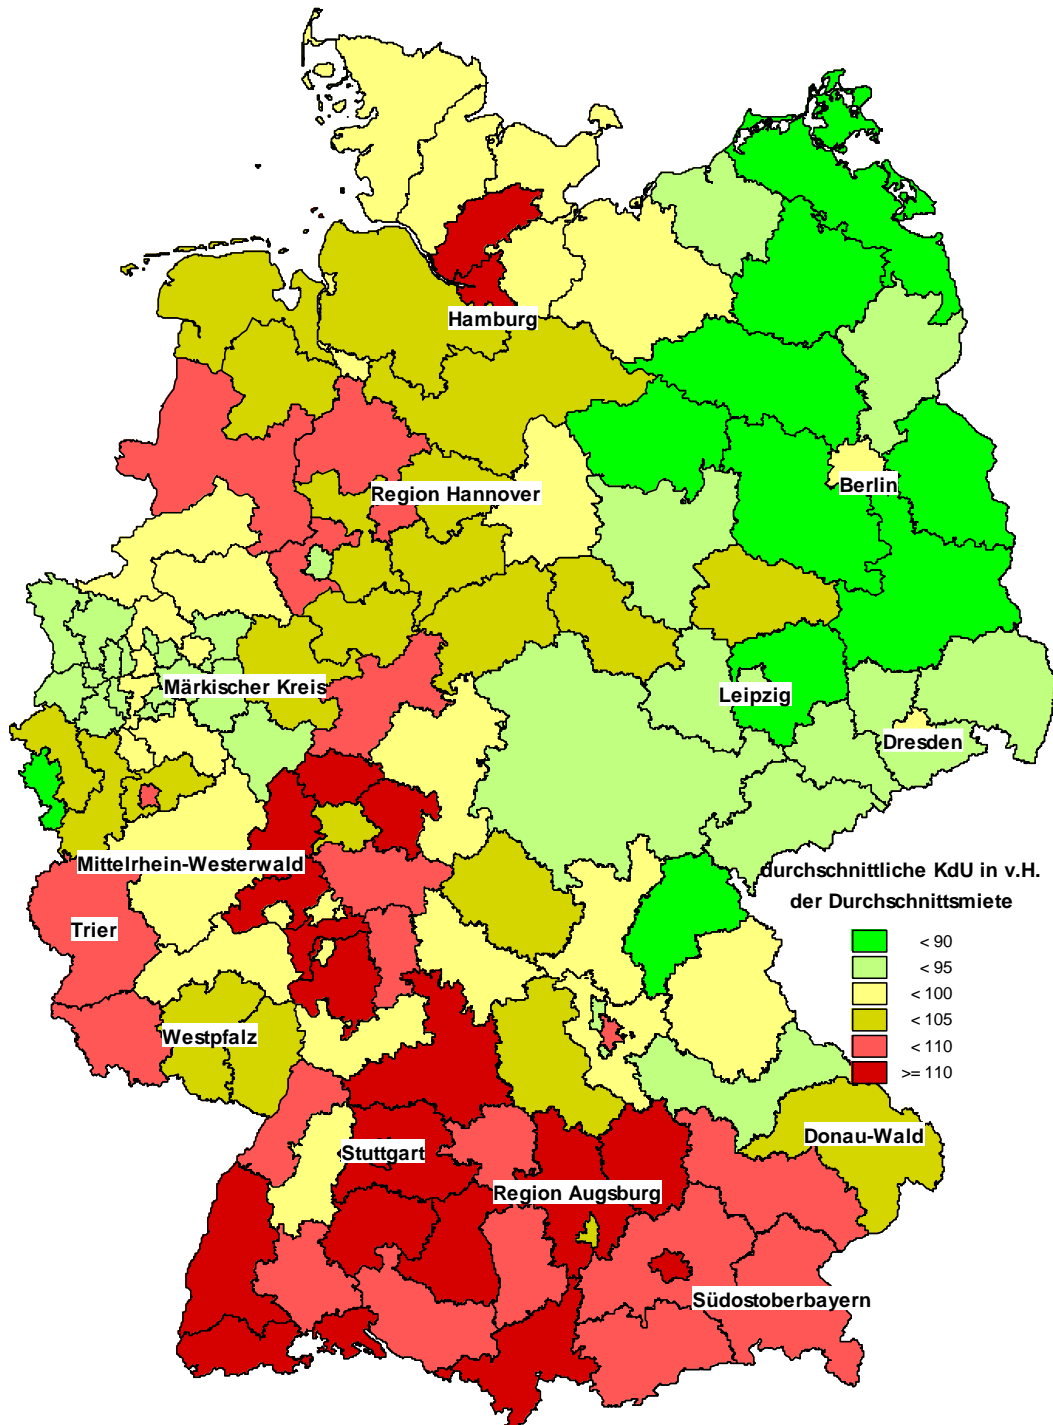 Hamburg
Berlin
Region Hannover
Märkischer Kreis
Leipzig
Dresden
Mittelrhein-Westerwald
durchschnittliche KdU in v.H.
der Durchschnittsmiete
Trier
< 90
< 95
< 100
< 105
< 110
>= 110
Westpfalz
Donau-Wald
Stuttgart
Region Augsburg
Südostoberbayern